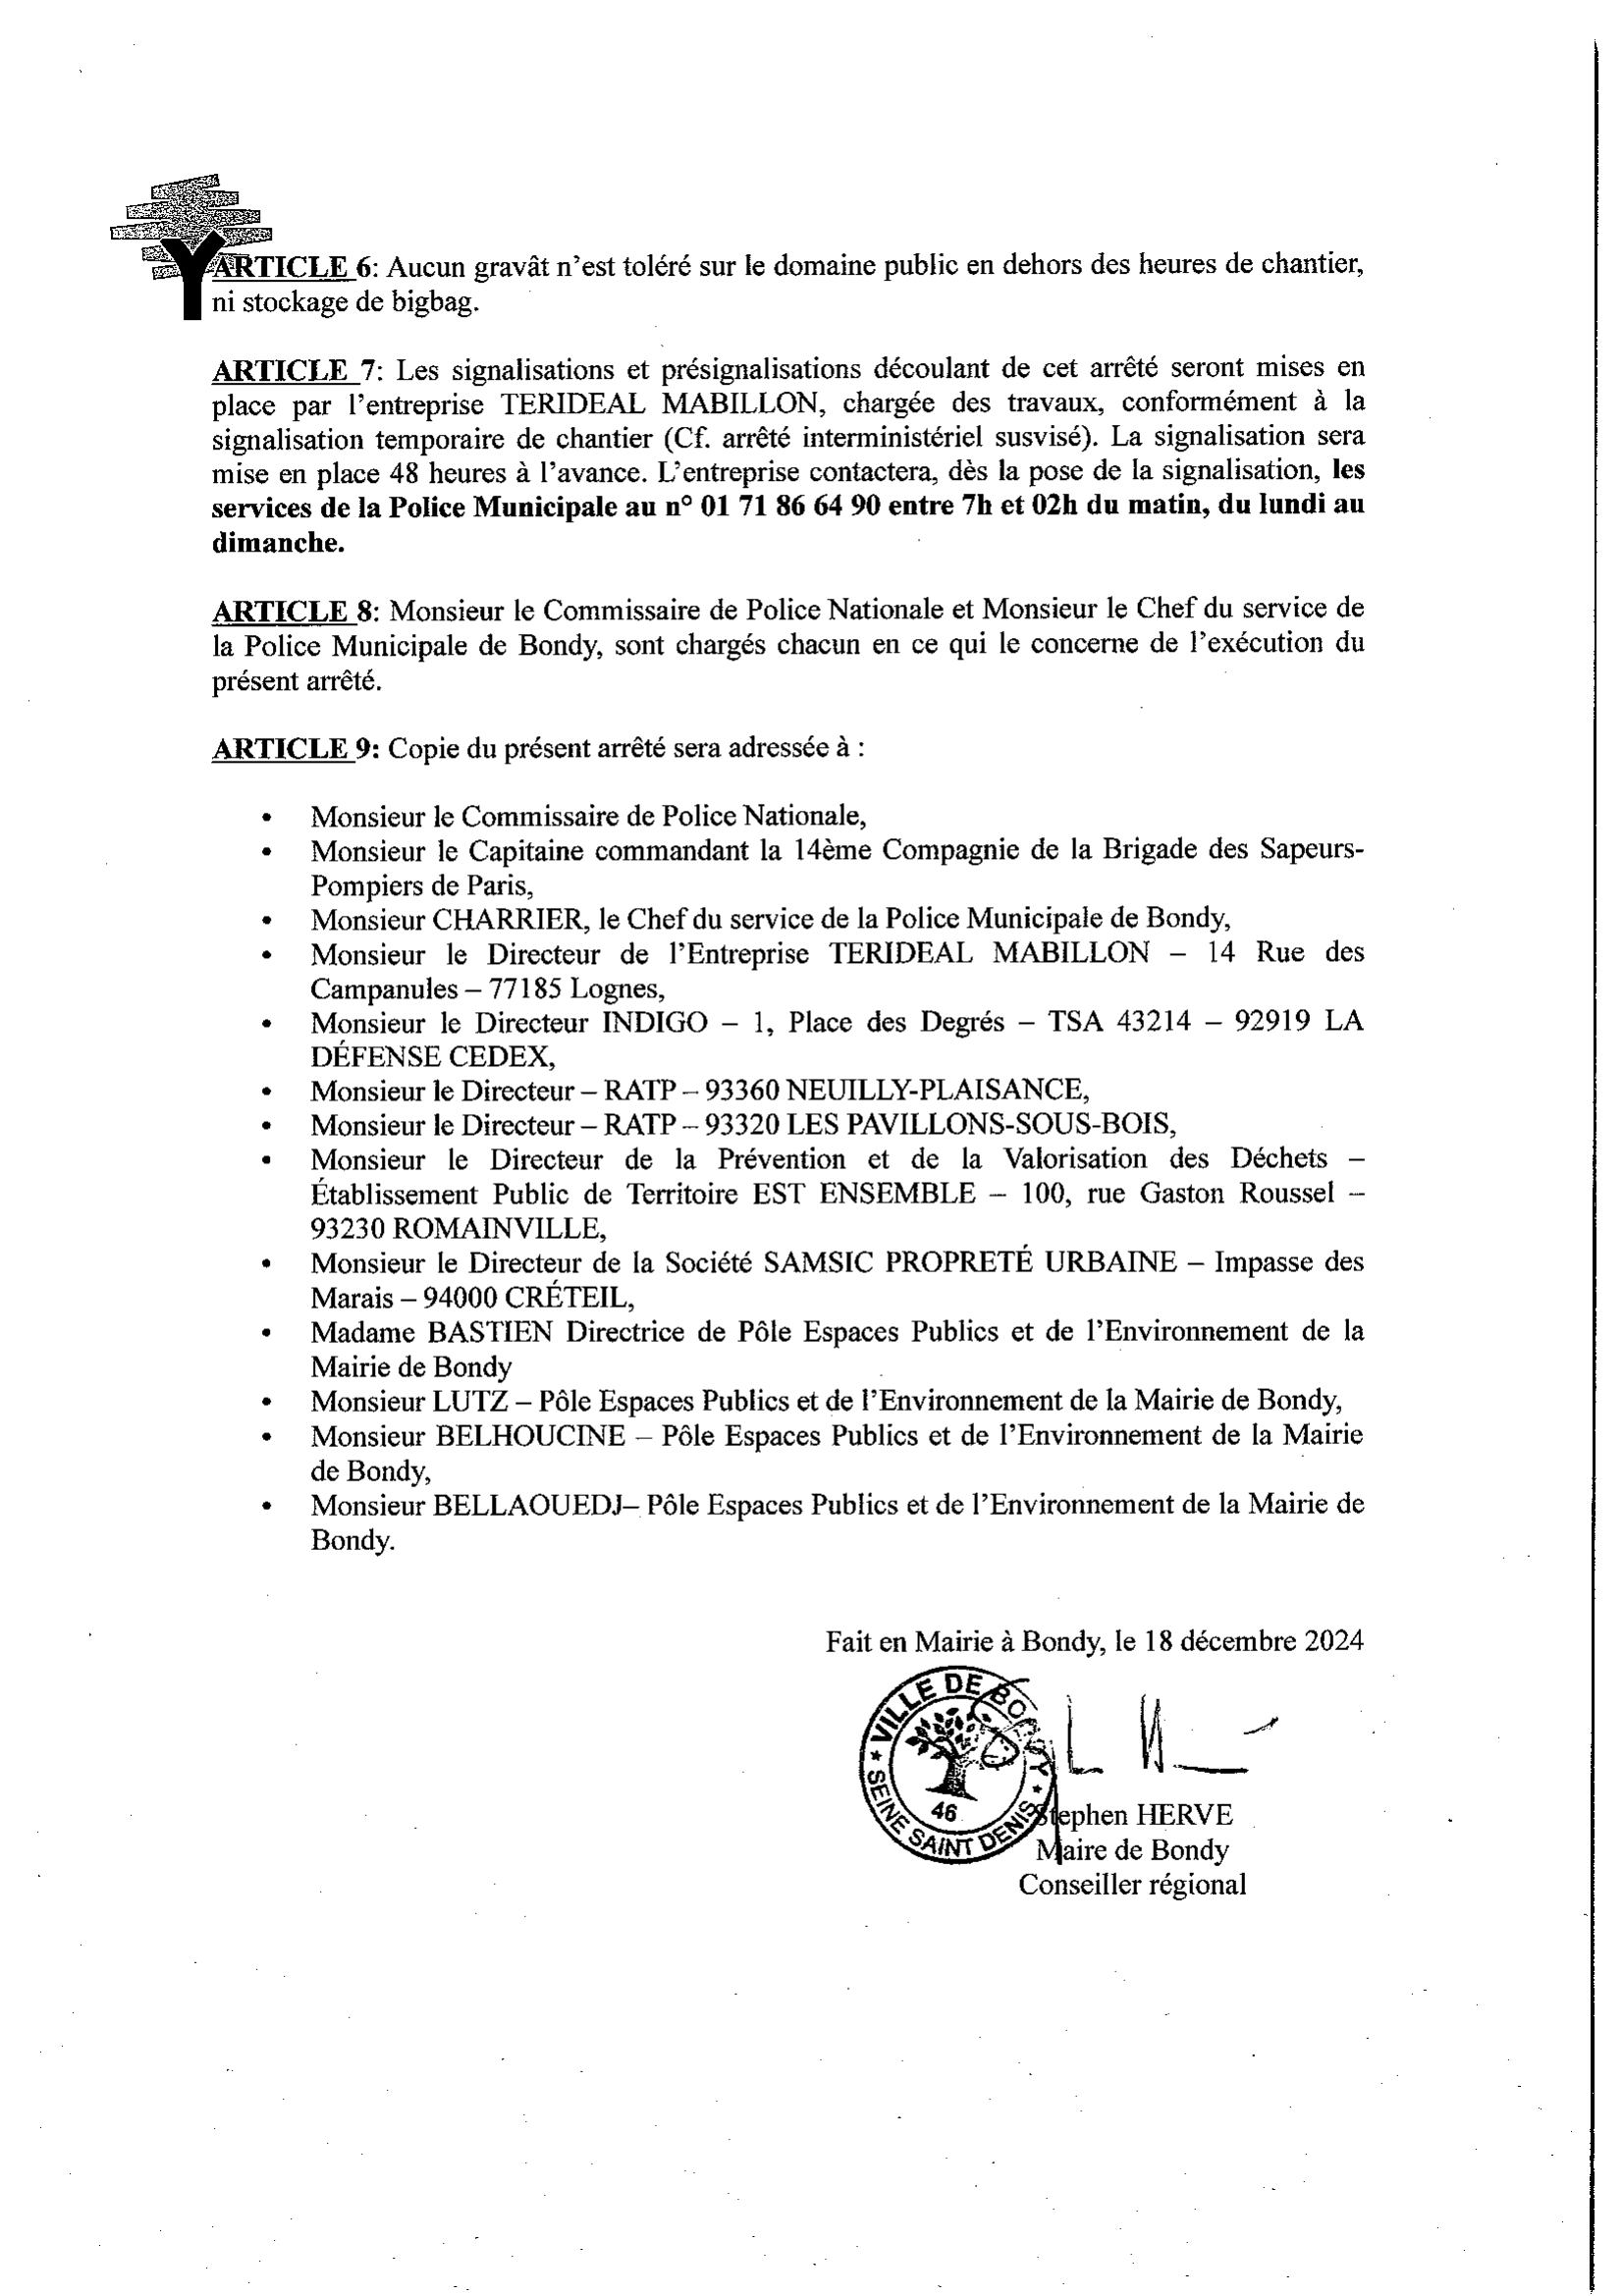 ARTICLE 6: Aucun gravât n'est toléré sur le domaine public en dehors des heures de chantier,
ni stockage de bigbag.
ARTICLE 7: Les signalisations et présignalisations découlant de cet arrêté seront mises en
place par l'entreprise TERIDEAL MABILLON, chargée des travaux, conformément à la
signalisation temporaire de chantier (Cf. arrêté interministériel susvisé). La signalisation sera
mise en place 48 heures à l'avance. L'entreprise contactera, dès la pose de la signalisation, les
services de la Police Municipale au n° 01 71 86 64 90 entre 7h et 02h du matin, du lundi au
dimanche.
ARTICLE 8: Monsieur le Commissaire de Police Nationale et Monsieur le Chef du service de
la Police Municipale de Bondy, sont chargés chacun en ce qui le concerne de l'exécution du
présent arrêté.
ARTICLE 9: Copie du présent arrêté sera adressée à :
• Monsieur le Commissaire de Police Nationale,
• Monsieur le Capitaine commandant la 14ème Compagnie de la Brigade des Sapeurs-
Pompiers de Paris,
• Monsieur CHARRIER, le Chef du service de la Police Municipale de Bondy,
• Monsieur le Directeur de l'Entreprise TERIDEAL MABILLON – 14 Rue des
Campanules – 77185 Lognes,
• Monsieur le Directeur INDIGO – 1, Place des Degrés – TSA 43214 – 92919 LA
DÉFENSE CEDEX,
• Monsieur le Directeur – RATP – 93360 NEUILLY-PLAISANCE,
• Monsieur le Directeur – RATP – 93320 LES PAVILLONS-SOUS-BOIS,
• Monsieur le Directeur de la Prévention et de la Valorisation des Déchets –
Établissement Public de Territoire EST ENSEMBLE – 100, rue Gaston Roussel –
93230 ROMAINVILLE,
• Monsieur le Directeur de la Société SAMSIC PROPRETÉ URBAINE – Impasse des
Marais – 94000 CRÉTEIL,
• Madame BASTIEN Directrice de Pôle Espaces Publics et de l'Environnement de la
Mairie de Bondy
• Monsieur LUTZ – Pôle Espaces Publics et de l'Environnement de la Mairie de Bondy,
• Monsieur BELHOUCINE – Pôle Espaces Publics et de l'Environnement de la Mairie
de Bondy,
• Monsieur BELLAOUEDJ– Pôle Espaces Publics et de l'Environnement de la Mairie de
Bondy.
Fait en Mairie à Bondy, le 18 décembre 2024
VILLE DE BONDY
46
* SEINE SAINT DENIS *
Stephen HERVE
Maire de Bondy
Conseiller régional